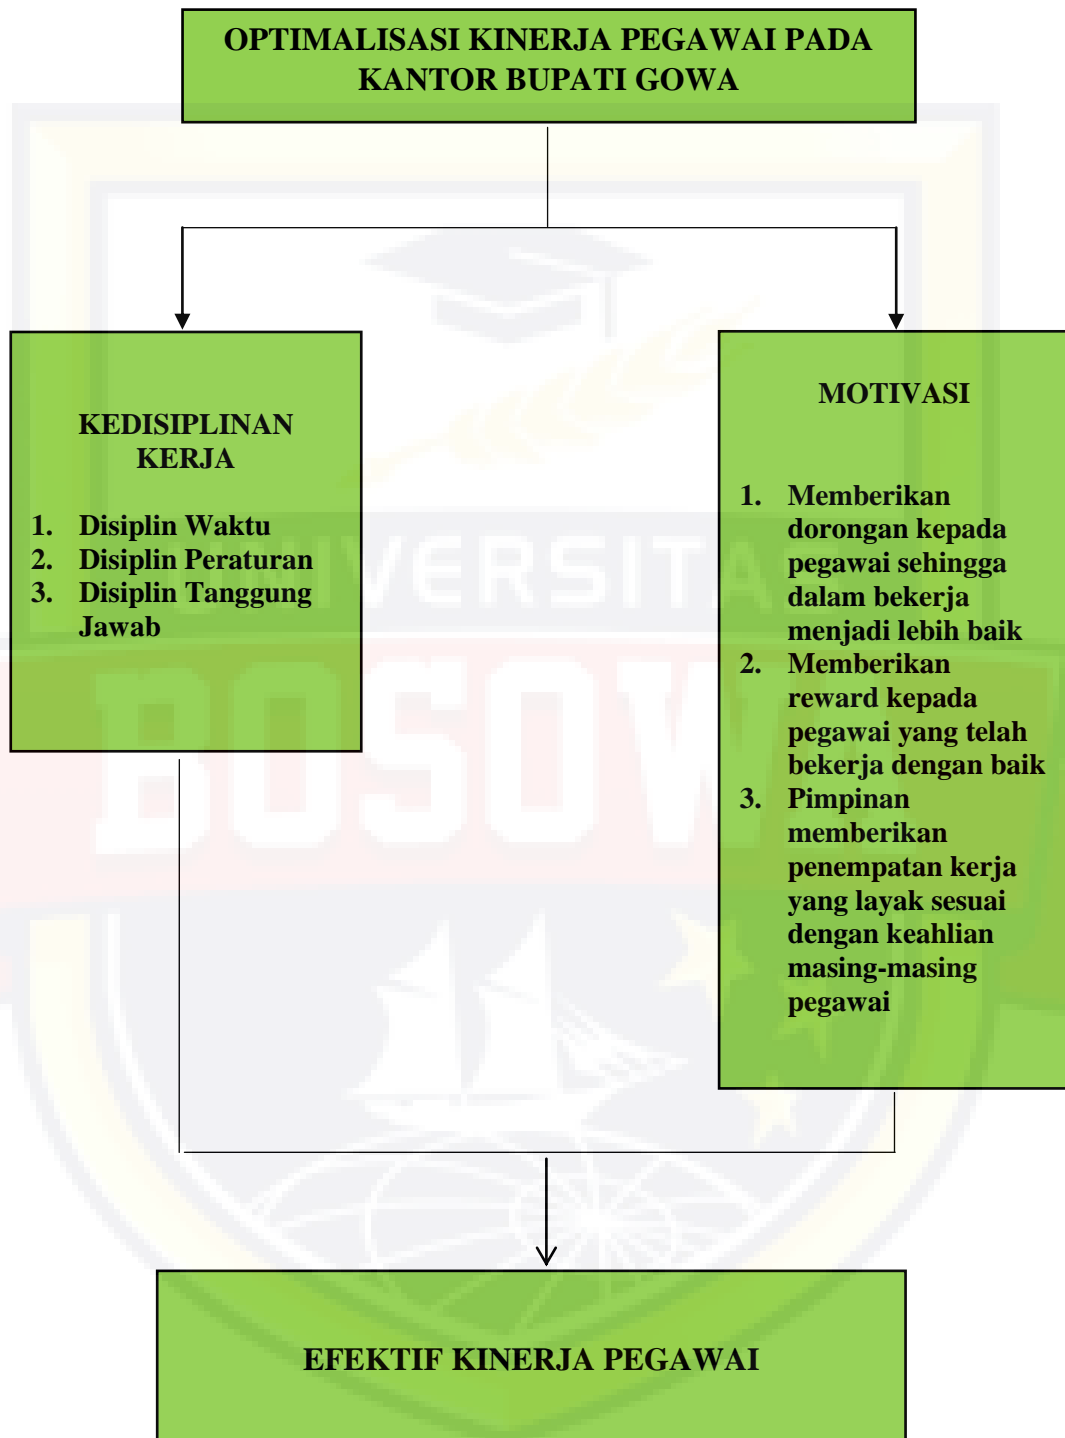 OPTIMALISASI KINERJA PEGAWAI PADA
KANTOR BUPATI GOWA
KEDISIPLINAN
KERJA
1. Disiplin Waktu
2. Disiplin Peraturan
3. Disiplin Tanggung
Jawab
MOTIVASI
1. Memberikan
dorongan kepada
pegawai sehingga
dalam bekerja
menjadi lebih baik
2. Memberikan
reward kepada
pegawai yang telah
bekerja dengan baik
3. Pimpinan
memberikan
penempatan kerja
yang layak sesuai
dengan keahlian
masing-masing
pegawai
UNIVERSITAS
BOSOWA
EFEKTIF KINERJA PEGAWAI